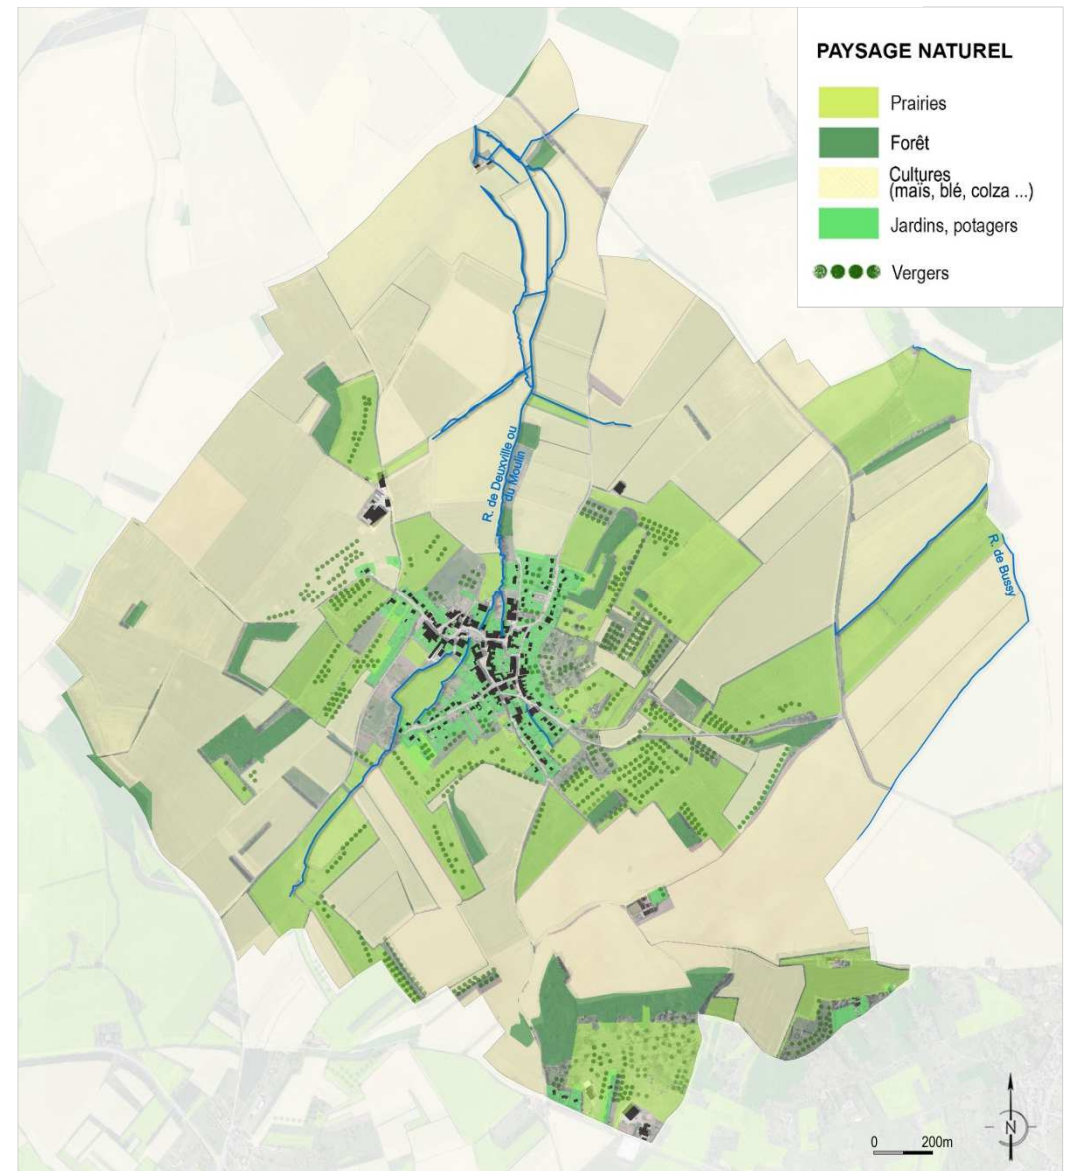 PAYSAGE NATUREL
Prairies
Forêt
Cultures
(maïs, blé, colza ...)
Jardins, potagers
Vergers
R. de Deuxville ou
du Moulin
R. de Bussy
N
0 200m